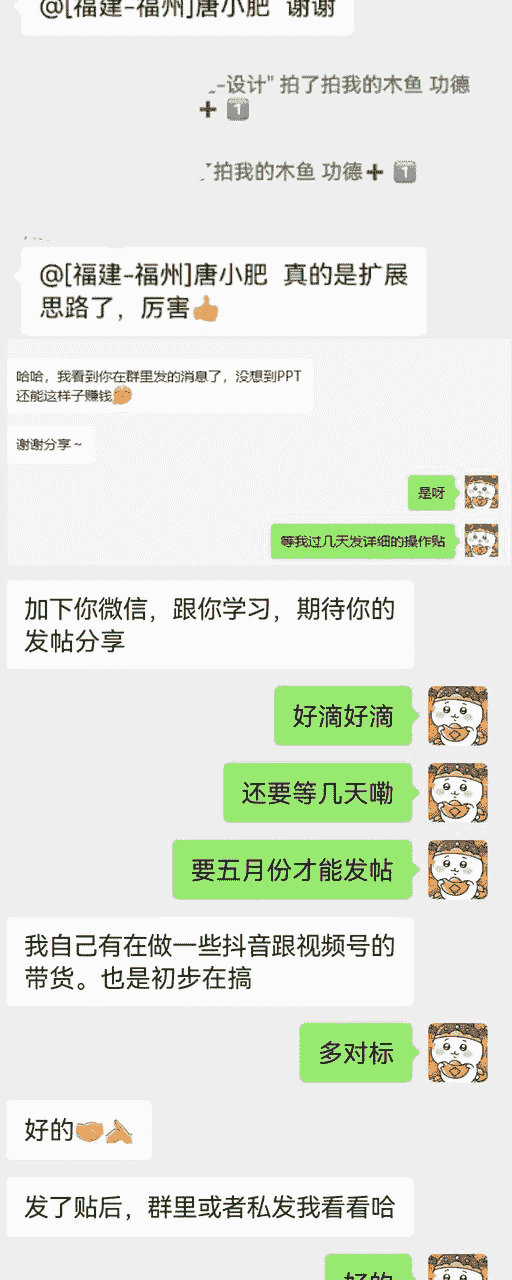 @[福建-福州]唐小肥 谢谢
-设计" 拍了拍我的木鱼 功德
➕ 1️⃣
拍我的木鱼 功德➕ 1️⃣
@[福建-福州]唐小肥 真的是扩展
思路了，厉害👍
哈哈，我看到你在群里发的消息了，没想到PPT
还能这样子赚钱
谢谢分享~
是呀
等我过几天发详细的操作贴
加下你微信，跟你学习，期待你的
发帖分享
好滴好滴
还要等几天嘞
要五月份才能发帖
我自己有在做一些抖音跟视频号的
带货。也是初步在搞
多对标
好的🤝🙏
发了贴后，群里或者私发我看看哈
好的